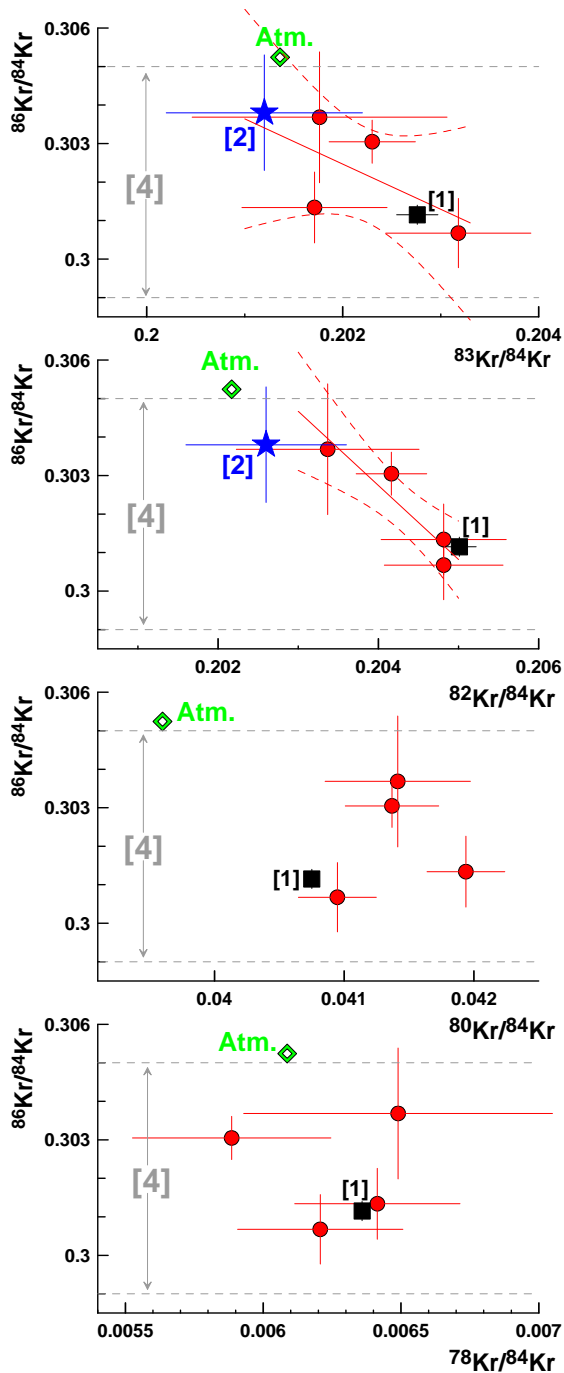 0.306
Atm.
86Kr/84Kr
0.303
[2]
[4]
[1]
0.3
0.2
0.202
0.204
83Kr/84Kr
0.306
Atm.
86Kr/84Kr
0.303
[2]
[4]
[1]
0.3
0.202
0.204
0.206
82Kr/84Kr
0.306
Atm.
86Kr/84Kr
0.303
[4]
[1]
0.3
0.04
0.041
0.042
80Kr/84Kr
0.306
Atm.
86Kr/84Kr
0.303
[4]
[1]
0.3
0.0055
0.006
0.0065
0.007
78Kr/84Kr